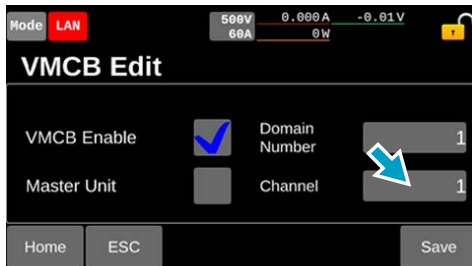 Mode LAN 500V 0.000 A -0.01 V
60A 0 W
VMCB Edit
VMCB Enable Domain Number 1
Master Unit Channel 1
Home ESC Save